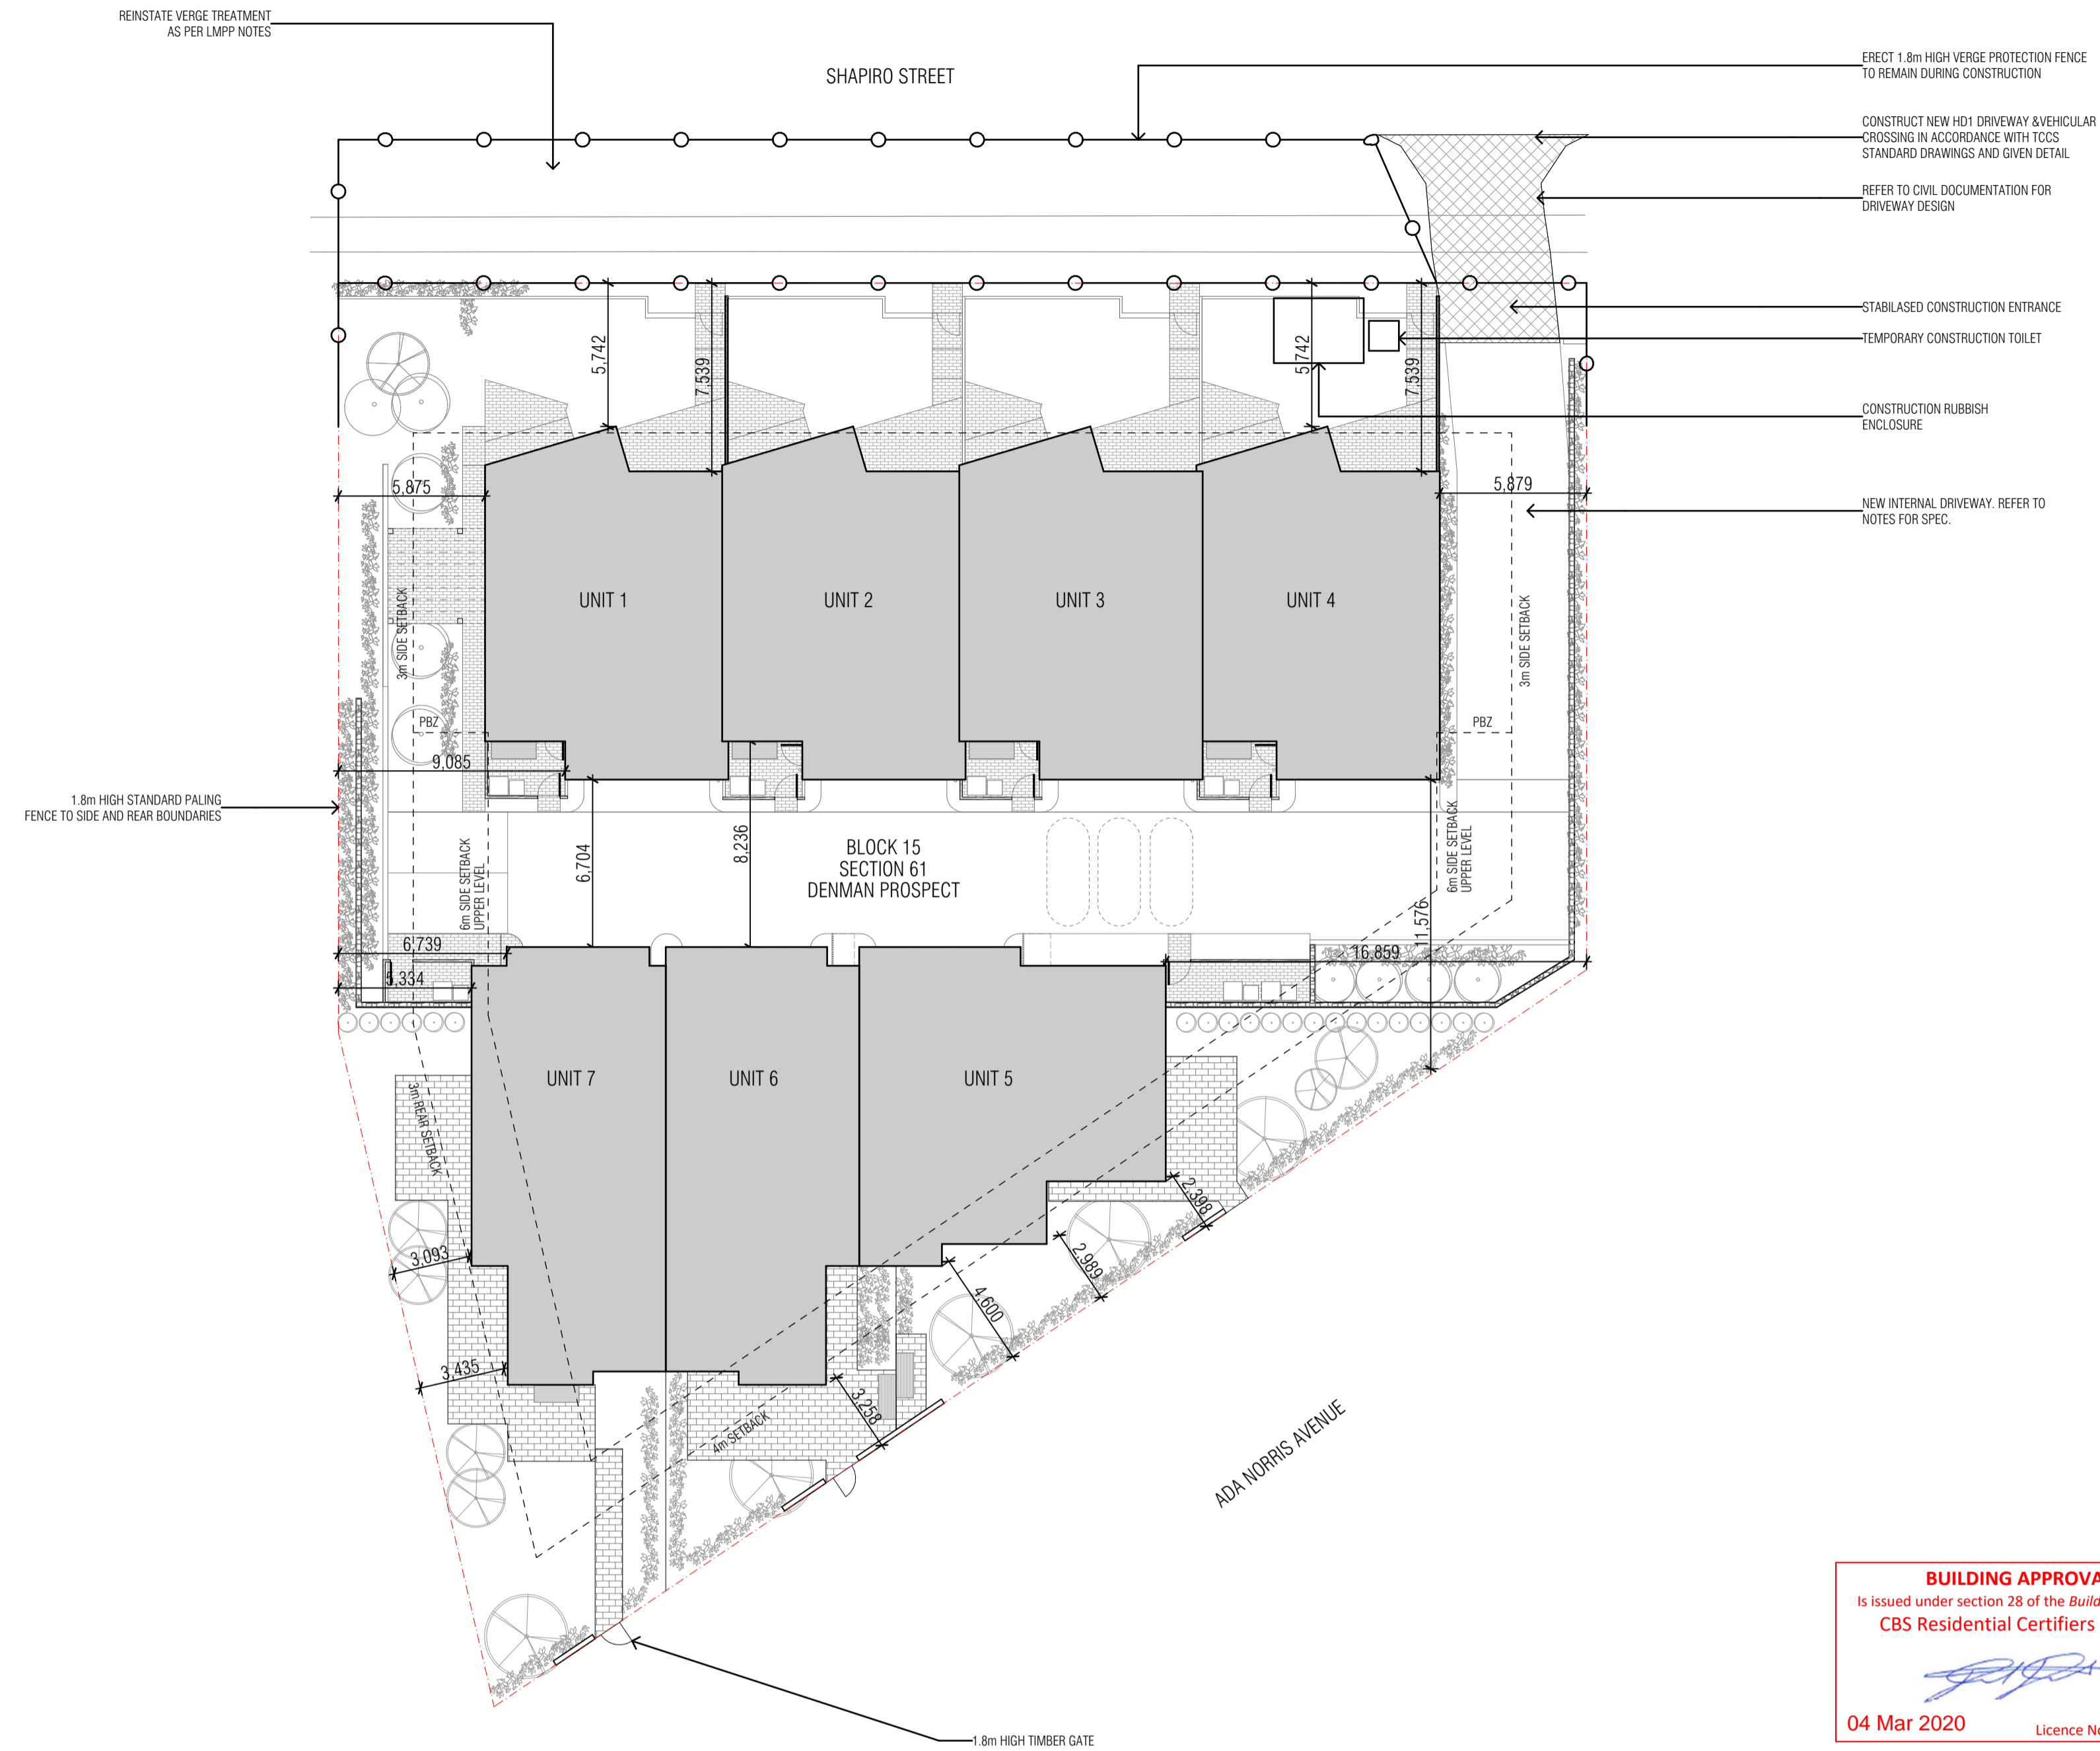 REINSTATE VERGE TREATMENT
AS PER LMPP NOTES
SHAPIRO STREET
ERECT 1.8m HIGH VERGE PROTECTION FENCE
TO REMAIN DURING CONSTRUCTION
CONSTRUCT NEW HD1 DRIVEWAY &VEHICULAR
CROSSING IN ACCORDANCE WITH TCCS
STANDARD DRAWINGS AND GIVEN DETAIL
REFER TO CIVIL DOCUMENTATION FOR
DRIVEWAY DESIGN
STABILASED CONSTRUCTION ENTRANCE
TEMPORARY CONSTRUCTION TOILET
CONSTRUCTION RUBBISH
ENCLOSURE
NEW INTERNAL DRIVEWAY. REFER TO
NOTES FOR SPEC.
5,742
7,539
5,742
7,539
5,875
5,879
UNIT 1
UNIT 2
UNIT 3
UNIT 4
3m SIDE SETBACK
3m SIDE SETBACK
PBZ
PBZ
9,085
1.8m HIGH STANDARD PALING
FENCE TO SIDE AND REAR BOUNDARIES
6m SIDE SETBACK
UPPER LEVEL
6,704
8,236
BLOCK 15
SECTION 61
DENMAN PROSPECT
6m SIDE SETBACK
UPPER LEVEL
11,576
6,739
5,334
16,859
UNIT 7
UNIT 6
UNIT 5
3m REAR SETBACK
3,093
2,398
2,989
4,600
3,435
3,258
4m SETBACK
ADA NORRIS AVENUE
1.8m HIGH TIMBER GATE
BUILDING APPROVA
Is issued under section 28 of the Build
CBS Residential Certifiers
04 Mar 2020
Licence No